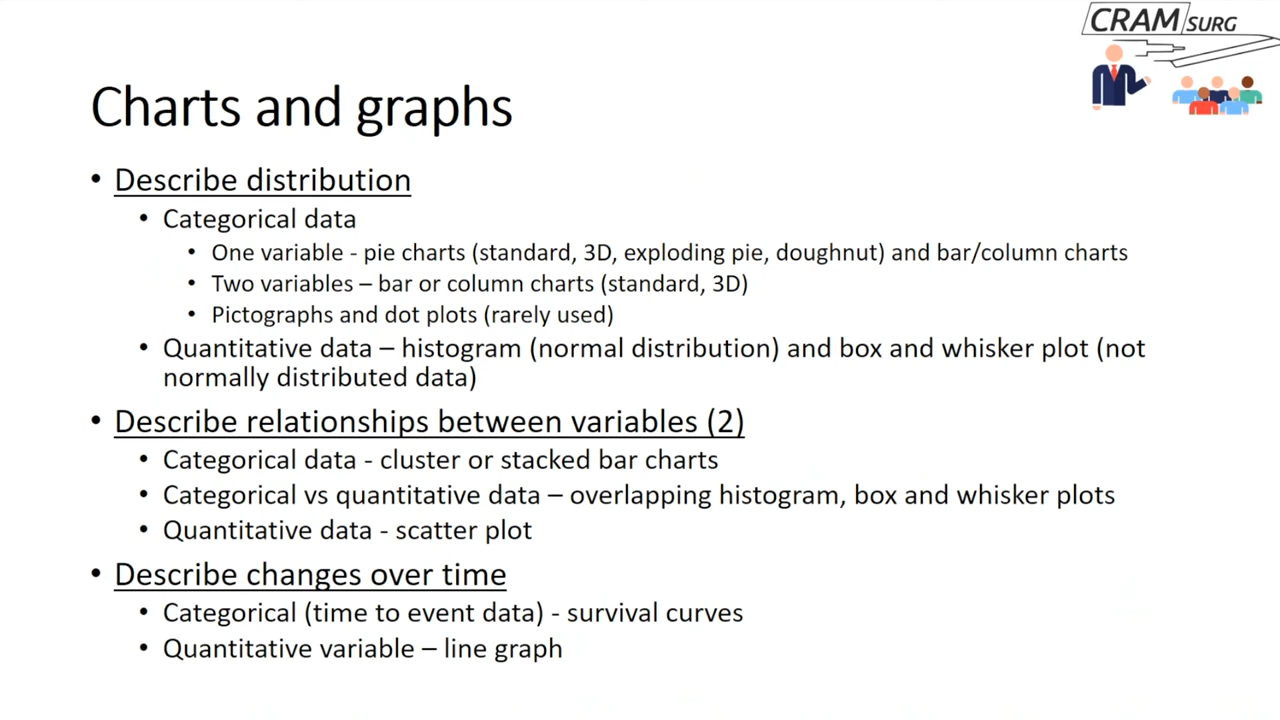 CRAM SURG
Charts and graphs
• Describe distribution
• Categorical data
• One variable - pie charts (standard, 3D, exploding pie, doughnut) and bar/column charts
• Two variables – bar or column charts (standard, 3D)
• Pictographs and dot plots (rarely used)
• Quantitative data – histogram (normal distribution) and box and whisker plot (not
normally distributed data)
• Describe relationships between variables (2)
• Categorical data - cluster or stacked bar charts
• Categorical vs quantitative data – overlapping histogram, box and whisker plots
• Quantitative data - scatter plot
• Describe changes over time
• Categorical (time to event data) - survival curves
• Quantitative variable – line graph